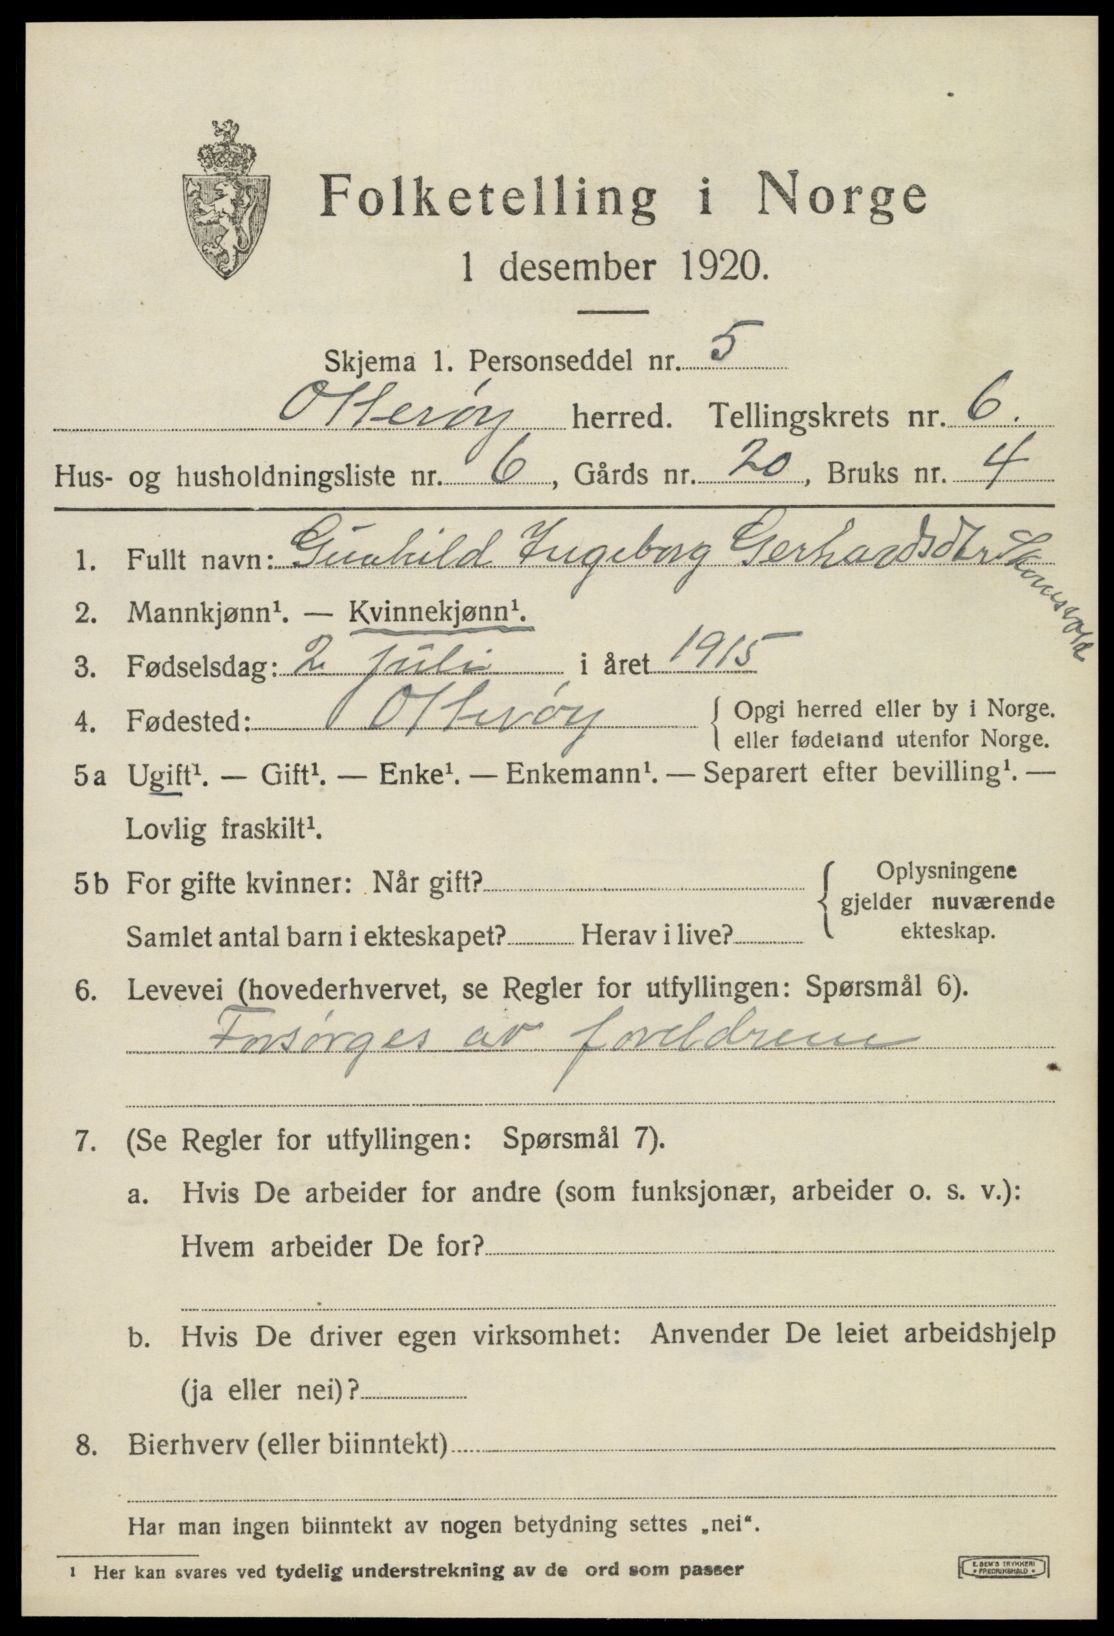 Folketelling i Norge
1 desember 1920.
Skjema 1. Personseddel nr. 5
Otterøy herred. Tellingskrets nr. 6.
Hus- og husholdningsliste nr. 6, Gårds nr. 20, Bruks nr. 4
1. Fullt navn: Gunhild Ingeborg Gerhardsdtr
2. Mannkjønn¹. — Kvinnekjønn¹.
3. Fødselsdag: 2 juli i året 1915
4. Fødested: Otterøy { Opgi herred eller by i Norge.
eller fødeland utenfor Norge.
5a Ugift¹. — Gift¹. — Enke¹. — Enkemann¹. — Separert efter bevilling¹. —
Lovlig fraskilt¹.
5b For gifte kvinner: Når gift? { Oplysningene
gjelder nuværende
ekteskap.
Samlet antal barn i ekteskapet? Herav i live?
6. Levevei (hovederhvervet, se Regler for utfyllingen: Spørsmål 6).
Forsørges av foreldrene
7. (Se Regler for utfyllingen: Spørsmål 7).
a. Hvis De arbeider for andre (som funksjonær, arbeider o. s. v.):
Hvem arbeider De for?
b. Hvis De driver egen virksomhet: Anvender De leiet arbeidshjelp
(ja eller nei)?
8. Bierhverv (eller biinntekt)
Har man ingen biinntekt av nogen betydning settes „nei“.
¹ Her kan svares ved tydelig understrekning av de ord som passer
E. SEM'S TRYKKERI
• FREDRIKSHALD •